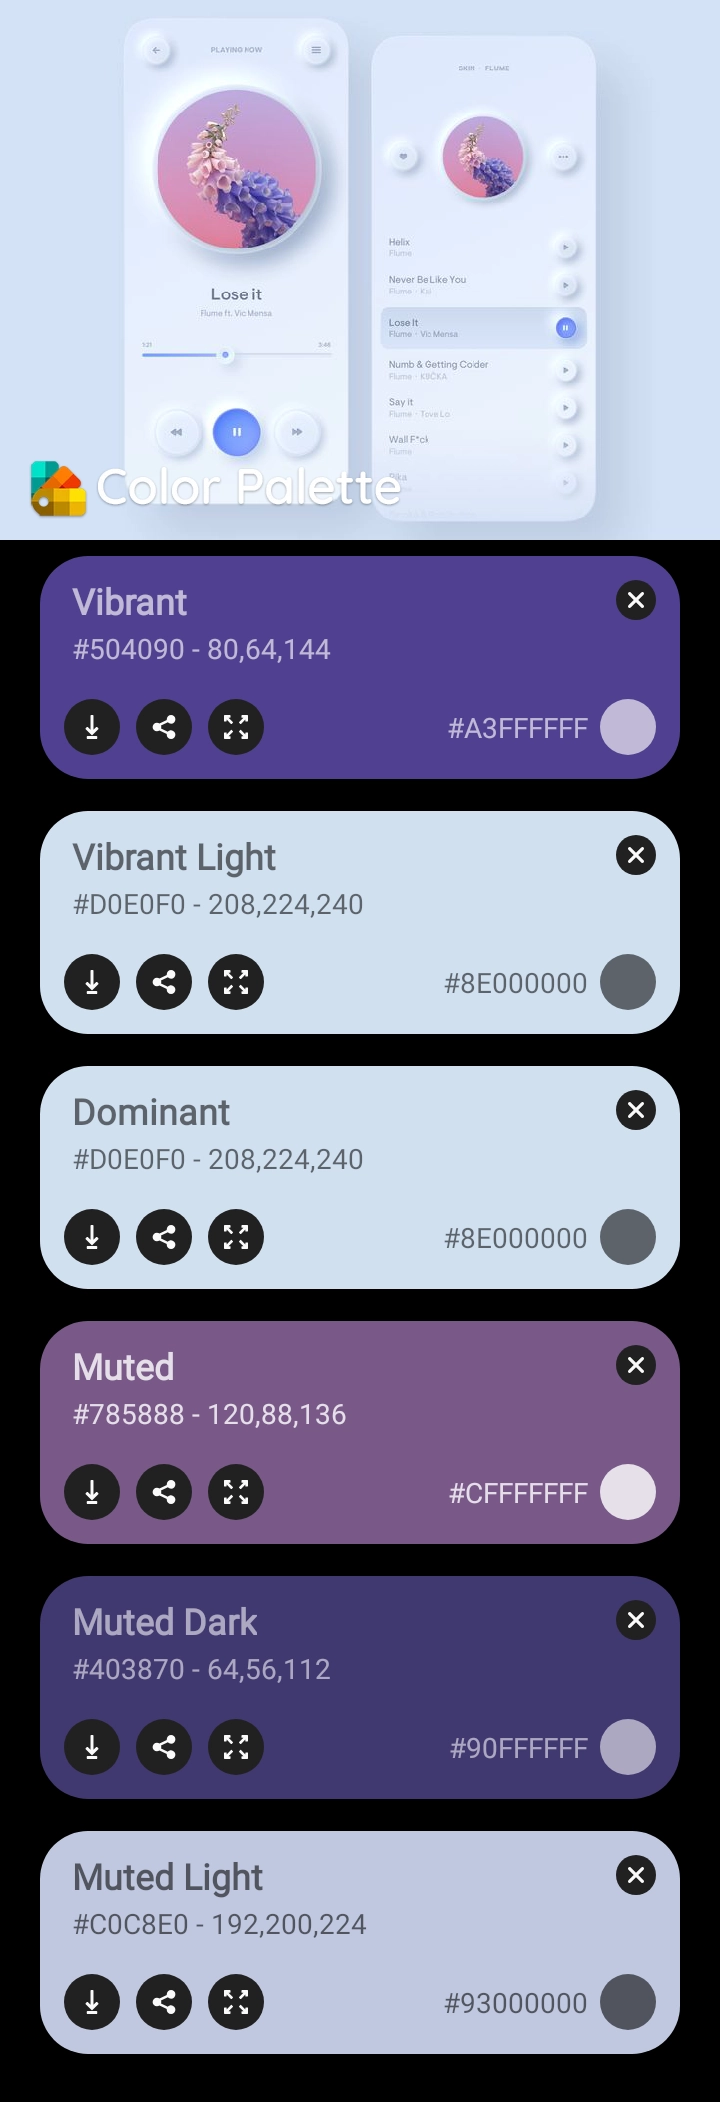 PLAYING NOW
Lose it
Flume ft. Vic Mensa
1:21
3:48
FLUME
Helix
Flume
Never Be Like You
Flume · Kai
Lose It
Flume · Vic Mensa
Numb & Getting Colder
Flume · KUČKA
Say it
Flume · Tove Lo
Wall F*ck
Flume
Pika
Color Palette
Vibrant
#504090 - 80,64,144
#A3FFFFFF
Vibrant Light
#D0E0F0 - 208,224,240
#8E000000
Dominant
#D0E0F0 - 208,224,240
#8E000000
Muted
#785888 - 120,88,136
#CFFFFFFF
Muted Dark
#403870 - 64,56,112
#90FFFFFF
Muted Light
#C0C8E0 - 192,200,224
#93000000